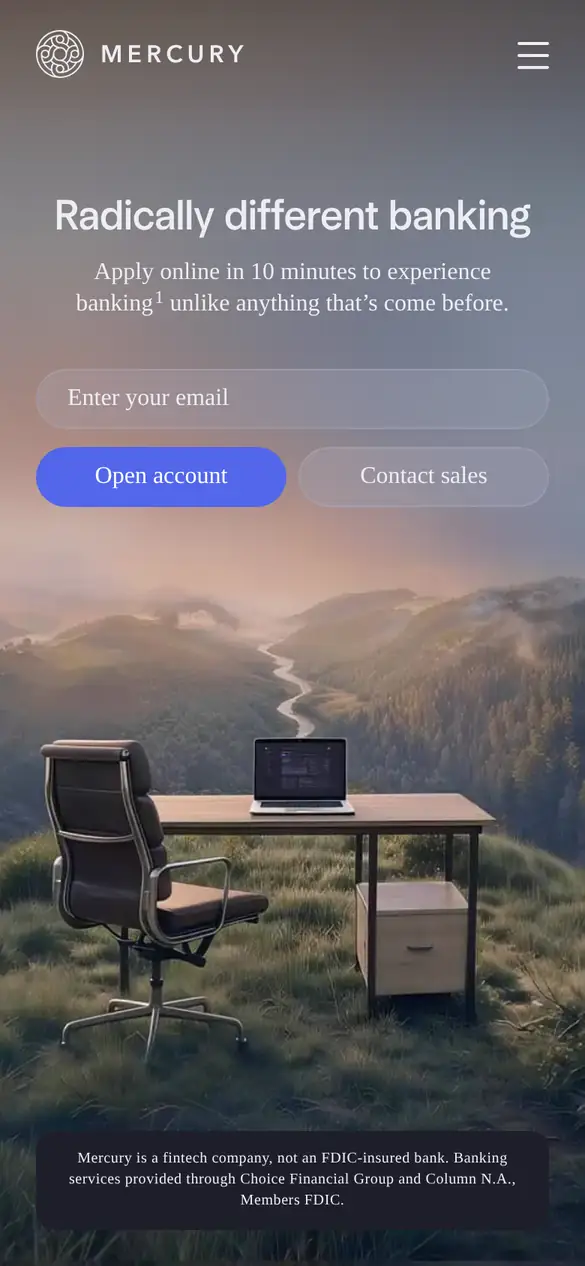 MERCURY
Radically different banking
Apply online in 10 minutes to experience
banking1 unlike anything that’s come before.
Enter your email
Open account
Contact sales
Mercury is a fintech company, not an FDIC-insured bank. Banking
services provided through Choice Financial Group and Column N.A.,
Members FDIC.